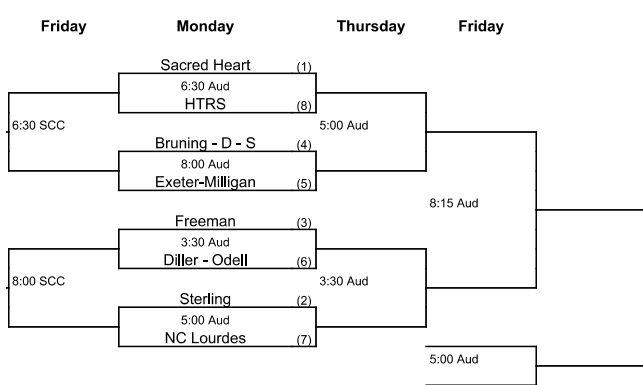 Friday Monday Thursday Friday
Sacred Heart (1)
6:30 Aud
HTRS (8)
6:30 SCC 5:00 Aud
Bruning - D - S (4)
8:00 Aud
Exeter-Milligan (5)
8:15 Aud
Freeman (3)
3:30 Aud
Diller - Odell (6)
8:00 SCC 3:30 Aud
Sterling (2)
5:00 Aud
NC Lourdes (7)
5:00 Aud